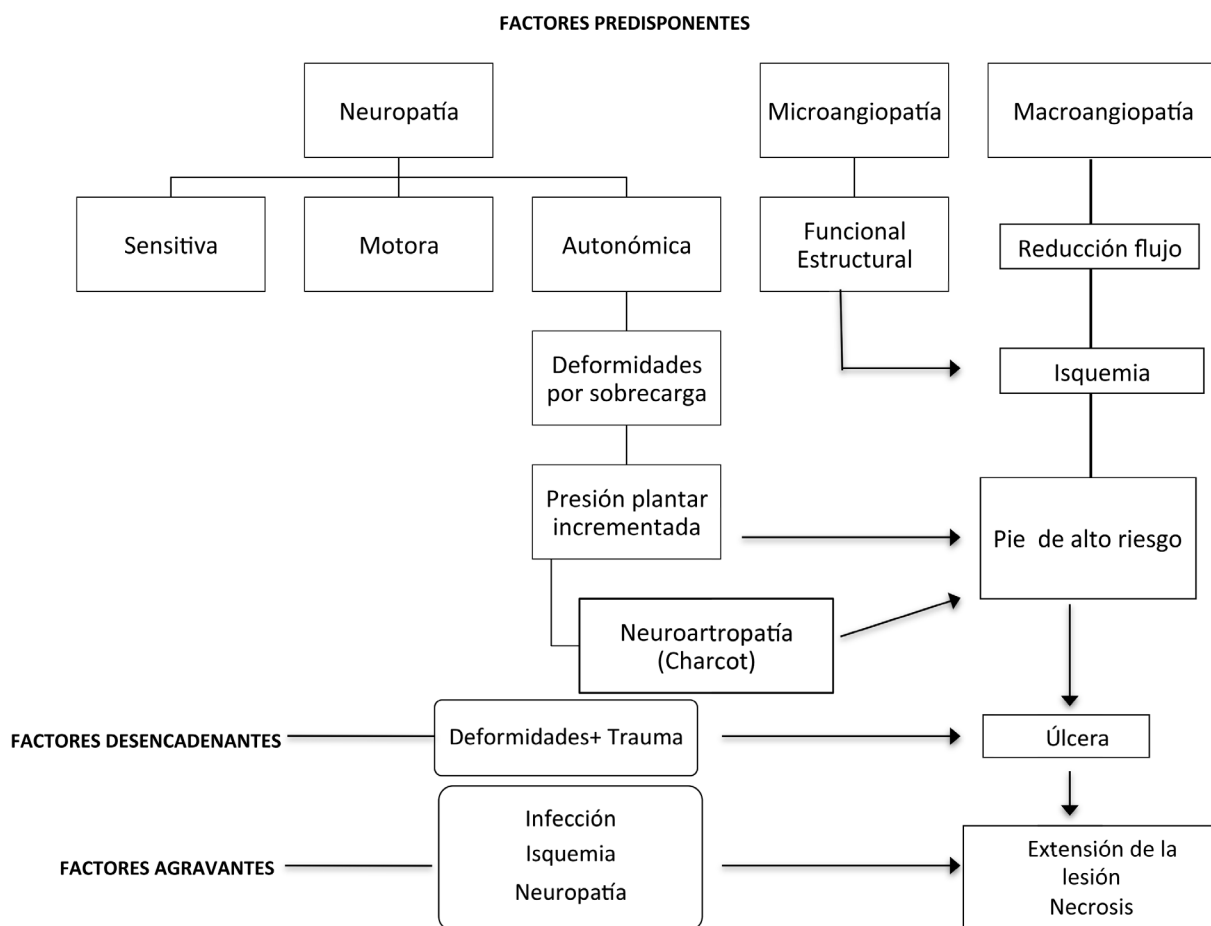 FACTORES PREDISPONENTES
Neuropatía
Microangiopatía
Macroangiopatía
Sensitiva
Motora
Autonómica
Funcional
Estructural
Reducción flujo
Deformidades
por sobrecarga
Isquemia
Presión plantar
incrementada
Pie de alto riesgo
Neuroartropatía
(Charcot)
FACTORES DESENCADENANTES
Deformidades+ Trauma
Úlcera
FACTORES AGRAVANTES
Infección
Isquemia
Neuropatía
Extensión de la
lesión
Necrosis